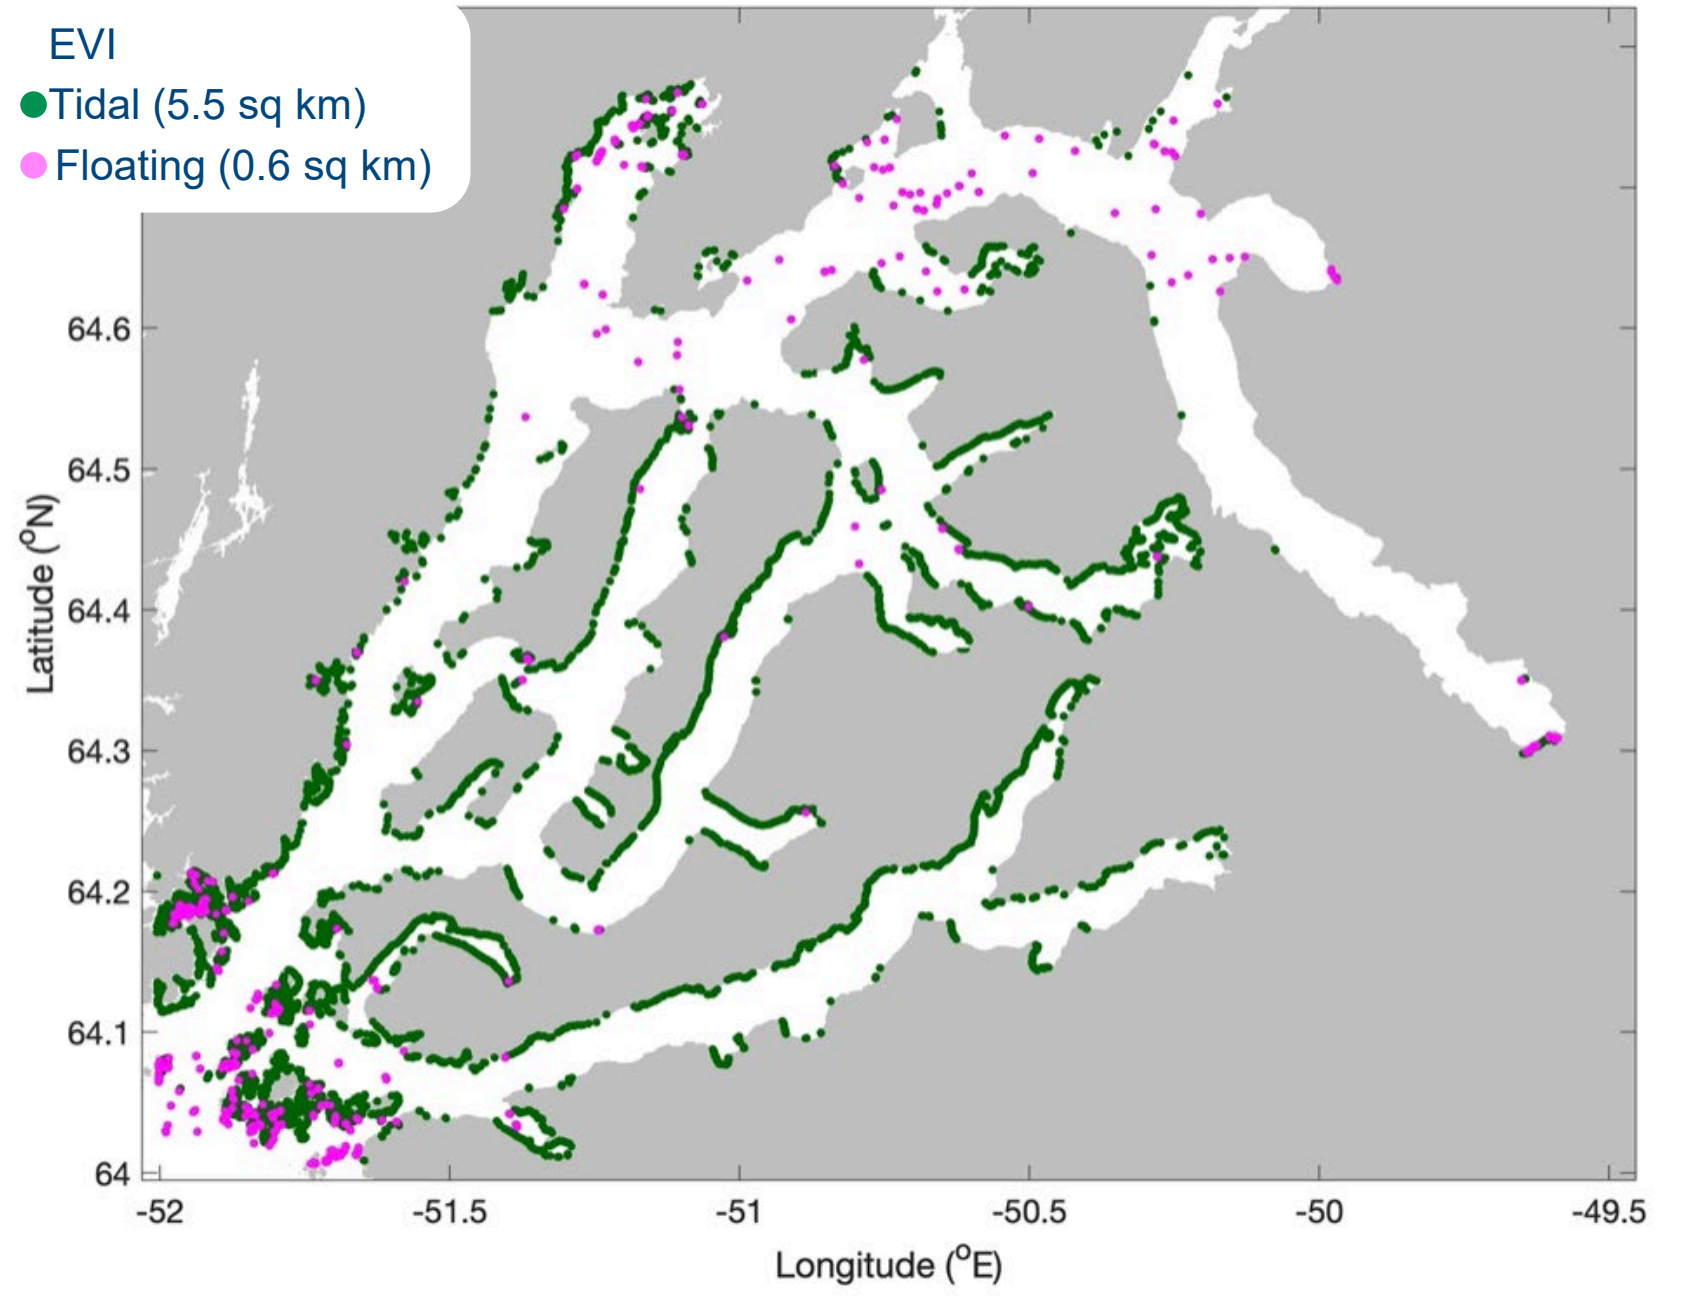 EVI
Tidal (5.5 sq km)
Floating (0.6 sq km)
64.6
64.5
64.4
64.3
64.2
64.1
64
Latitude (°N)
-52 -51.5 -51 -50.5 -50 -49.5
Longitude (°E)